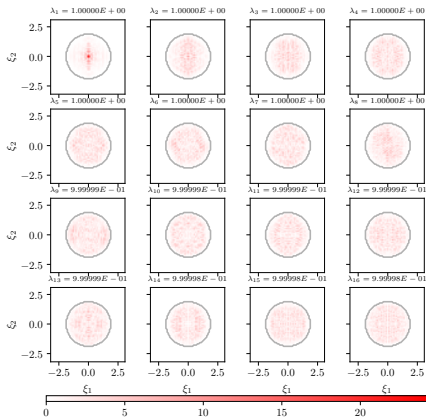 λ₁ = 1.00000E + 00 λ₂ = 1.00000E + 00 λ₃ = 1.00000E + 00 λ₄ = 1.00000E + 00
2.5
ξ₂ 0.0
−2.5
λ₅ = 1.00000E + 00 λ₆ = 1.00000E + 00 λ₇ = 1.00000E + 00 λ₈ = 1.00000E + 00
2.5
ξ₂ 0.0
−2.5
λ₉ = 9.99999E − 01 λ₁₀ = 9.99999E − 01 λ₁₁ = 9.99999E − 01 λ₁₂ = 9.99999E − 01
2.5
ξ₂ 0.0
−2.5
λ₁₃ = 9.99999E − 01 λ₁₄ = 9.99998E − 01 λ₁₅ = 9.99998E − 01 λ₁₆ = 9.99998E − 01
2.5
ξ₂ 0.0
−2.5
−2.5 0.0 2.5 −2.5 0.0 2.5 −2.5 0.0 2.5 −2.5 0.0 2.5
ξ₁ ξ₁ ξ₁ ξ₁
0 5 10 15 20